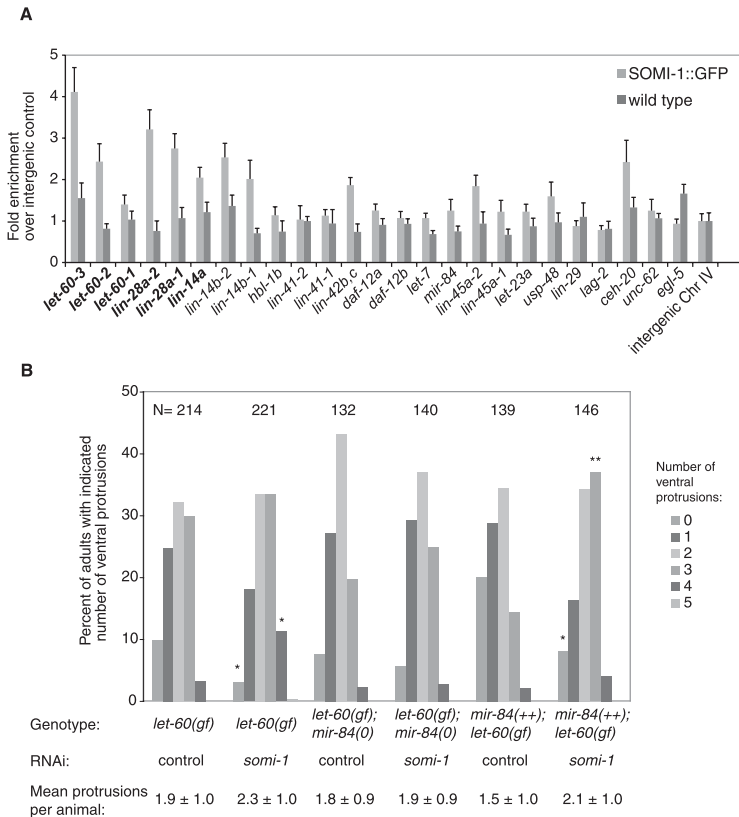 A
5
4
3
2
1
0
Fold enrichment
over intergenic control
SOMI-1::GFP
wild type
let-60-3
let-60-2
let-60-1
lin-28a-2
lin-28a-1
lin-14a
lin-14b-2
lin-14b-1
hbl-1b
lin-41-2
lin-41-1
lin-42b,c
daf-12a
daf-12b
let-7
mir-84
lin-45a-2
lin-45a-1
let-23a
usp-48
lin-29
lag-2
ceh-20
unc-62
egl-5
intergenic Chr IV
B
50
40
30
20
10
0
Percent of adults with indicated
number of ventral protrusions
N= 214 221 132 140 139 146
*
*
*
**
Number of
ventral
protrusions:
0
1
2
3
4
5
Genotype: let-60(gf) let-60(gf) let-60(gf); mir-84(0) let-60(gf); mir-84(0) mir-84(++); let-60(gf) mir-84(++); let-60(gf)
RNAi: control somi-1 control somi-1 control somi-1
Mean protrusions
per animal: 1.9 ± 1.0 2.3 ± 1.0 1.8 ± 0.9 1.9 ± 0.9 1.5 ± 1.0 2.1 ± 1.0